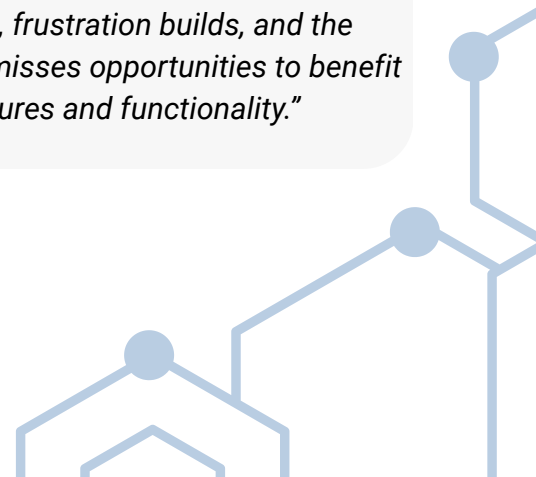 , frustration builds, and the
misses opportunities to benefit
ures and functionality.”